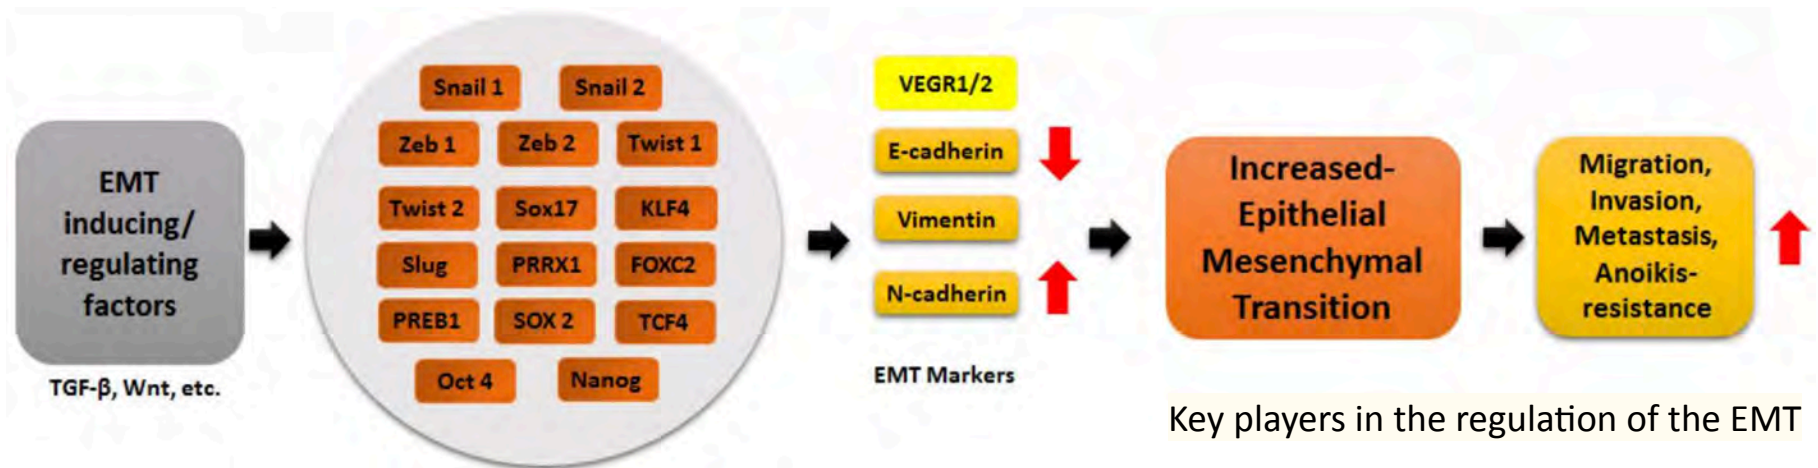 EMT
inducing/
regulating
factors
TGF-β, Wnt, etc.
Snail 1
Snail 2
Zeb 1
Zeb 2
Twist 1
Twist 2
Sox17
KLF4
Slug
PRRX1
FOXC2
PREB1
SOX 2
TCF4
Oct 4
Nanog
VEGR1/2
E-cadherin
Vimentin
N-cadherin
EMT Markers
Increased-
Epithelial
Mesenchymal
Transition
Migration,
Invasion,
Metastasis,
Anoikis-
resistance
Key players in the regulation of the EMT